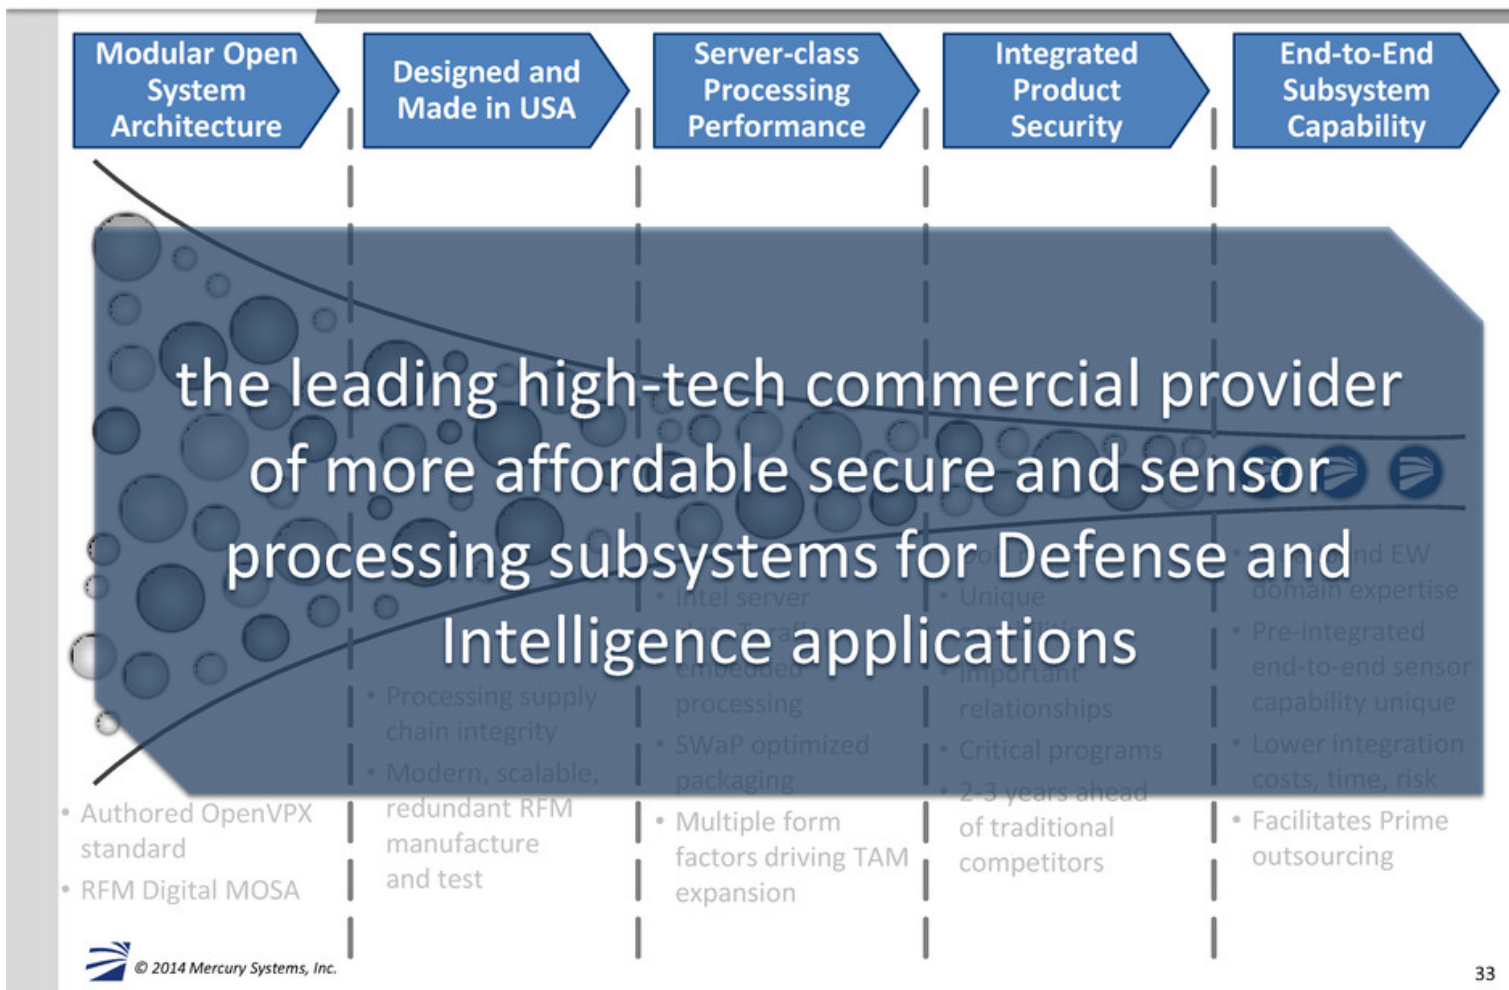 Modular Open
System
Architecture
Designed and
Made in USA
Server-class
Processing
Performance
Integrated
Product
Security
End-to-End
Subsystem
Capability
the leading high-tech commercial provider
of more affordable secure and sensor
processing subsystems for Defense and
Intelligence applications
• Authored OpenVPX
standard
• RFM Digital MOSA
• Processing supply
chain integrity
• Modern, scalable,
redundant RFM
manufacture
and test
• Intel server
embedded
processing
• SWaP optimized
packaging
• Multiple form
factors driving TAM
expansion
• Unique
• Important
relationships
• Critical programs
• 2-3 years ahead
of traditional
competitors
and EW
domain expertise
• Pre-integrated
end-to-end sensor
capability unique
• Lower integration
costs, time, risk
• Facilitates Prime
outsourcing
© 2014 Mercury Systems, Inc.
33